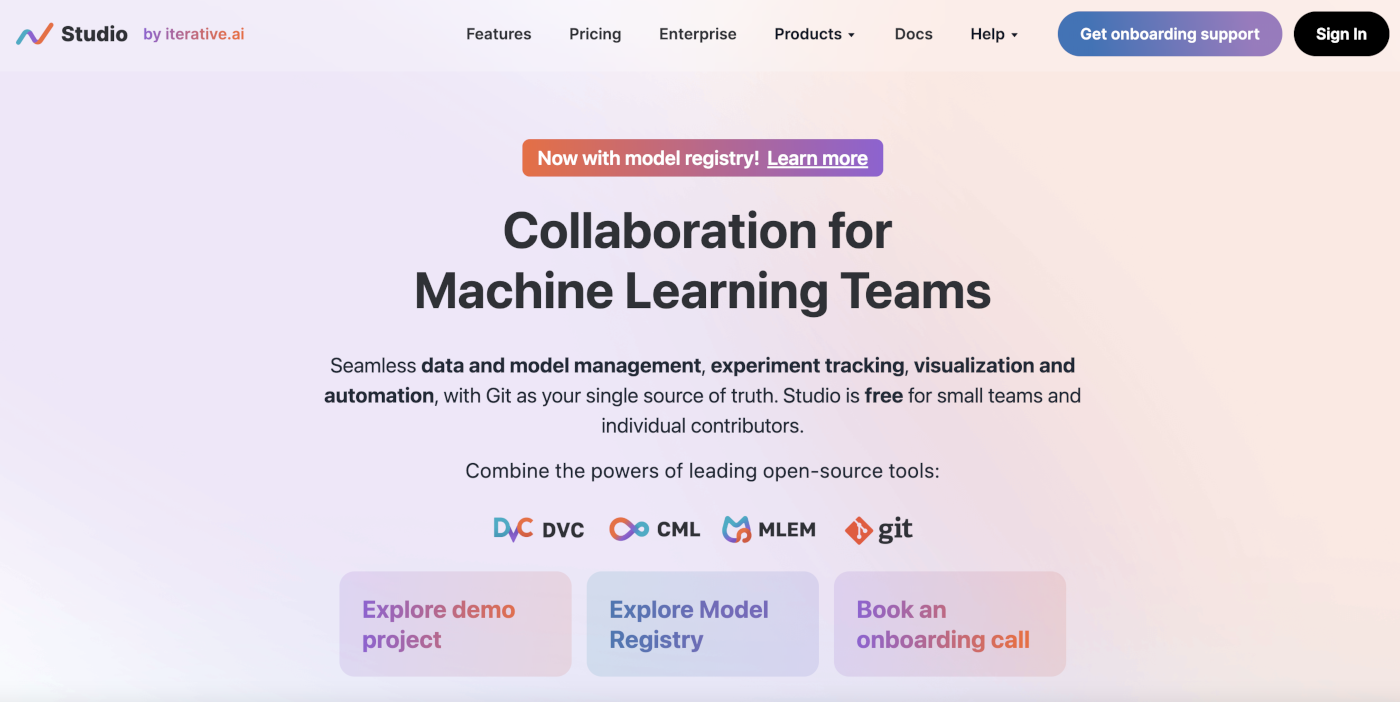 Studio by iterative.ai Features Pricing Enterprise Products Docs Help Get onboarding support Sign In
Now with model registry! Learn more
Collaboration for
Machine Learning Teams
Seamless data and model management, experiment tracking, visualization and
automation, with Git as your single source of truth. Studio is free for small teams and
individual contributors.
Combine the powers of leading open-source tools:
DVC DVC CML MLEM git
Explore demo
project
Explore Model
Registry
Book an
onboarding call